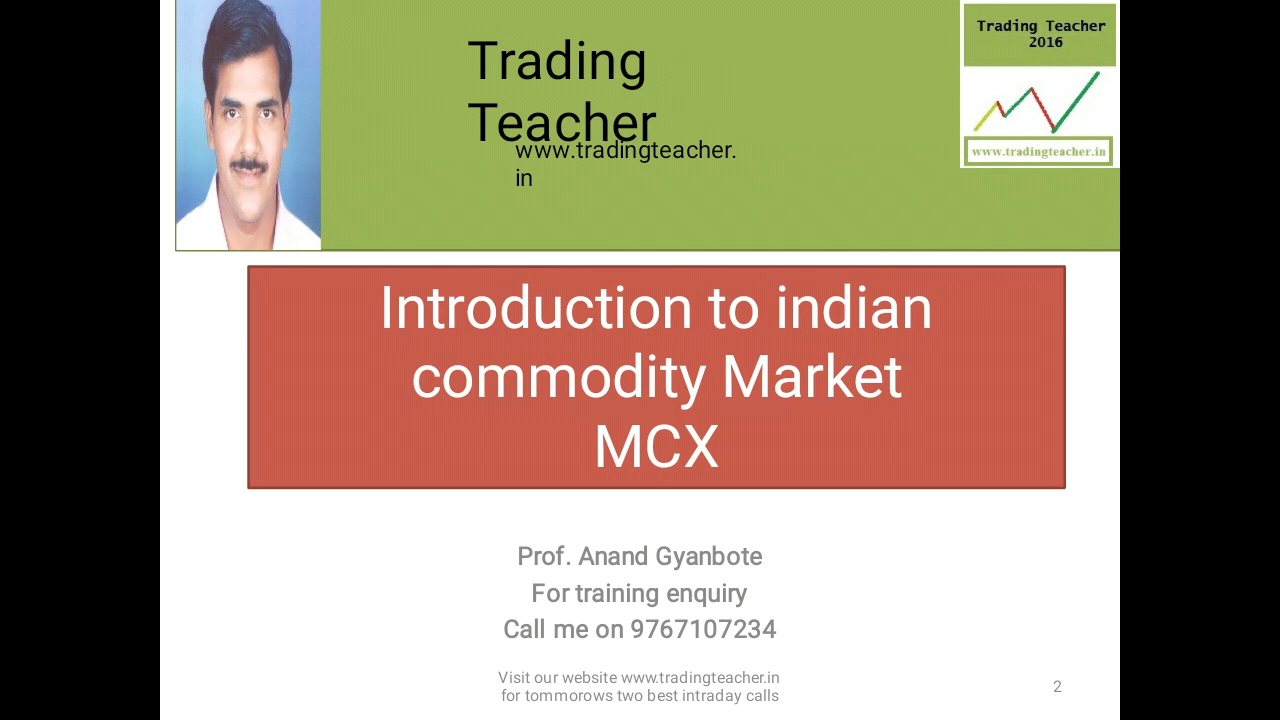 Trading
Teacher
www.tradingteacher.
in
Trading Teacher
2016
www.tradingteacher.in
Introduction to indian
commodity Market
MCX
Prof. Anand Gyanbote
For training enquiry
Call me on 9767107234
Visit our website www.tradingteacher.in
for tommorows two best intraday calls
2